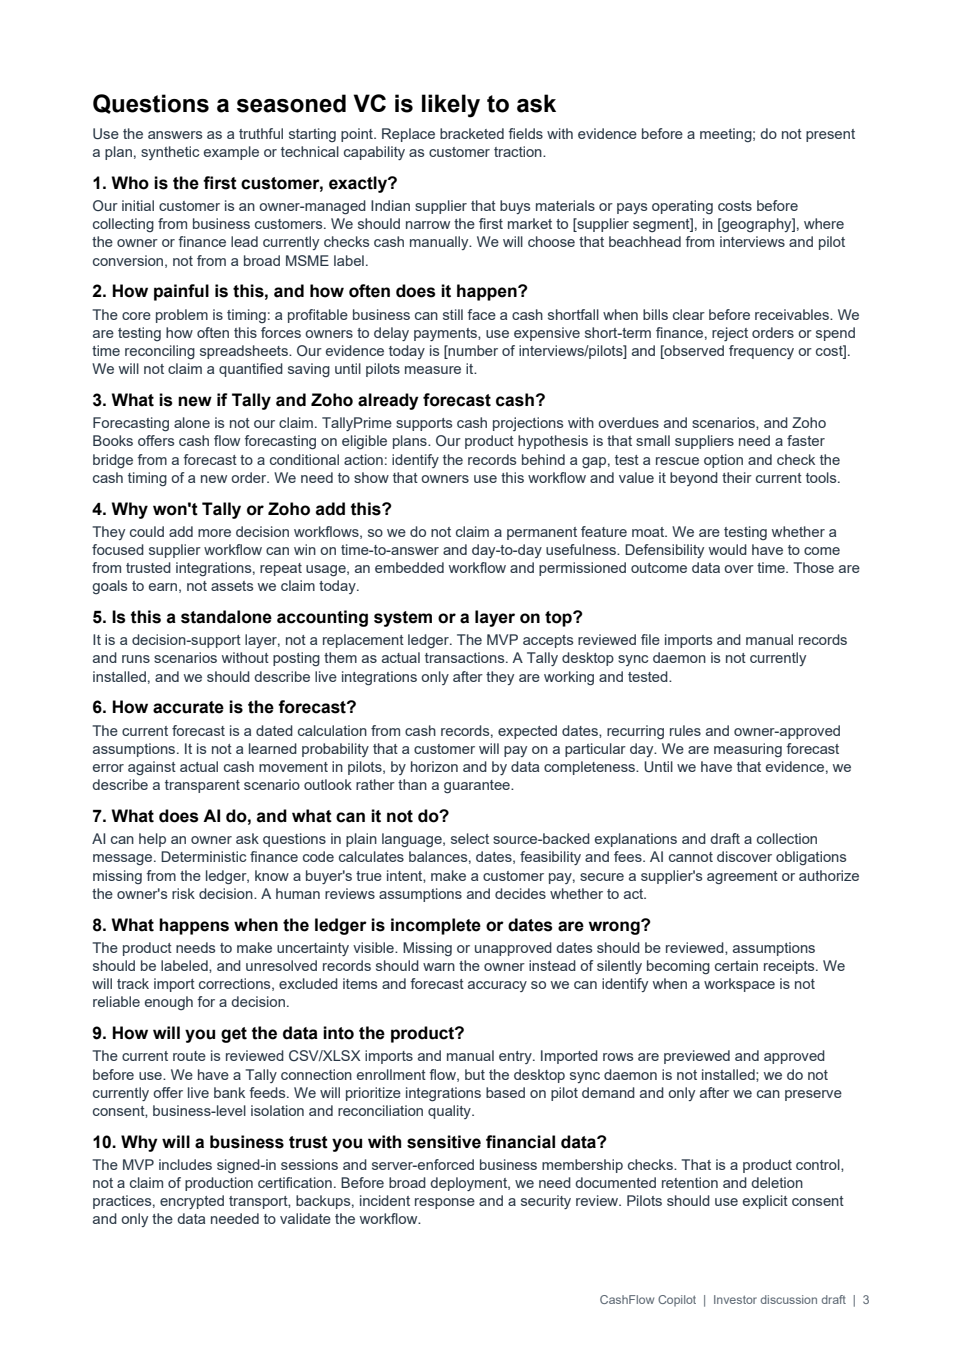 Questions a seasoned VC is likely to ask
Use the answers as a truthful starting point. Replace bracketed fields with evidence before a meeting; do not present
a plan, synthetic example or technical capability as customer traction.
1. Who is the first customer, exactly?
Our initial customer is an owner-managed Indian supplier that buys materials or pays operating costs before
collecting from business customers. We should narrow the first market to [supplier segment], in [geography], where
the owner or finance lead currently checks cash manually. We will choose that beachhead from interviews and pilot
conversion, not from a broad MSME label.
2. How painful is this, and how often does it happen?
The core problem is timing: a profitable business can still face a cash shortfall when bills clear before receivables. We
are testing how often this forces owners to delay payments, use expensive short-term finance, reject orders or spend
time reconciling spreadsheets. Our evidence today is [number of interviews/pilots] and [observed frequency or cost].
We will not claim a quantified saving until pilots measure it.
3. What is new if Tally and Zoho already forecast cash?
Forecasting alone is not our claim. TallyPrime supports cash projections with overdues and scenarios, and Zoho
Books offers cash flow forecasting on eligible plans. Our product hypothesis is that small suppliers need a faster
bridge from a forecast to a conditional action: identify the records behind a gap, test a rescue option and check the
cash timing of a new order. We need to show that owners use this workflow and value it beyond their current tools.
4. Why won't Tally or Zoho add this?
They could add more decision workflows, so we do not claim a permanent feature moat. We are testing whether a
focused supplier workflow can win on time-to-answer and day-to-day usefulness. Defensibility would have to come
from trusted integrations, repeat usage, an embedded workflow and permissioned outcome data over time. Those are
goals to earn, not assets we claim today.
5. Is this a standalone accounting system or a layer on top?
It is a decision-support layer, not a replacement ledger. The MVP accepts reviewed file imports and manual records
and runs scenarios without posting them as actual transactions. A Tally desktop sync daemon is not currently
installed, and we should describe live integrations only after they are working and tested.
6. How accurate is the forecast?
The current forecast is a dated calculation from cash records, expected dates, recurring rules and owner-approved
assumptions. It is not a learned probability that a customer will pay on a particular day. We are measuring forecast
error against actual cash movement in pilots, by horizon and by data completeness. Until we have that evidence, we
describe a transparent scenario outlook rather than a guarantee.
7. What does AI do, and what can it not do?
AI can help an owner ask questions in plain language, select source-backed explanations and draft a collection
message. Deterministic finance code calculates balances, dates, feasibility and fees. AI cannot discover obligations
missing from the ledger, know a buyer's true intent, make a customer pay, secure a supplier's agreement or authorize
the owner's risk decision. A human reviews assumptions and decides whether to act.
8. What happens when the ledger is incomplete or dates are wrong?
The product needs to make uncertainty visible. Missing or unapproved dates should be reviewed, assumptions
should be labeled, and unresolved records should warn the owner instead of silently becoming certain receipts. We
will track import corrections, excluded items and forecast accuracy so we can identify when a workspace is not
reliable enough for a decision.
9. How will you get the data into the product?
The current route is reviewed CSV/XLSX imports and manual entry. Imported rows are previewed and approved
before use. We have a Tally connection enrollment flow, but the desktop sync daemon is not installed; we do not
currently offer live bank feeds. We will prioritize integrations based on pilot demand and only after we can preserve
consent, business-level isolation and reconciliation quality.
10. Why will a business trust you with sensitive financial data?
The MVP includes signed-in sessions and server-enforced business membership checks. That is a product control,
not a claim of production certification. Before broad deployment, we need documented retention and deletion
practices, encrypted transport, backups, incident response and a security review. Pilots should use explicit consent
and only the data needed to validate the workflow.
CashFlow Copilot | Investor discussion draft | 3